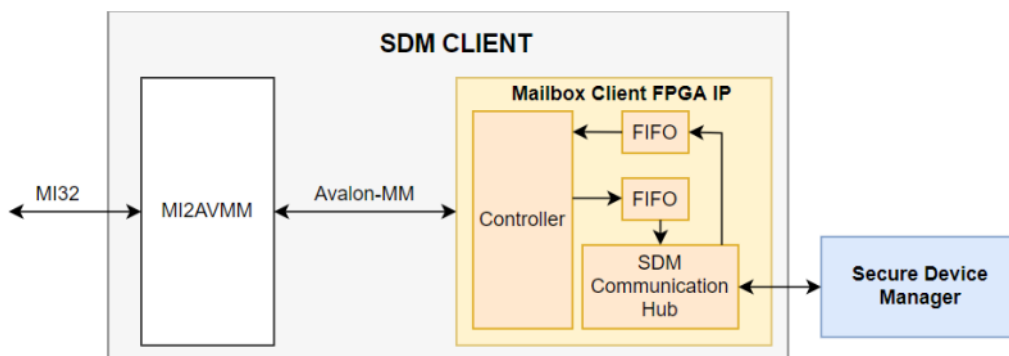 SDM CLIENT
Mailbox Client FPGA IP
FIFO
MI32
MI2AVMM
Avalon-MM
Controller
FIFO
SDM
Communication
Hub
Secure Device
Manager